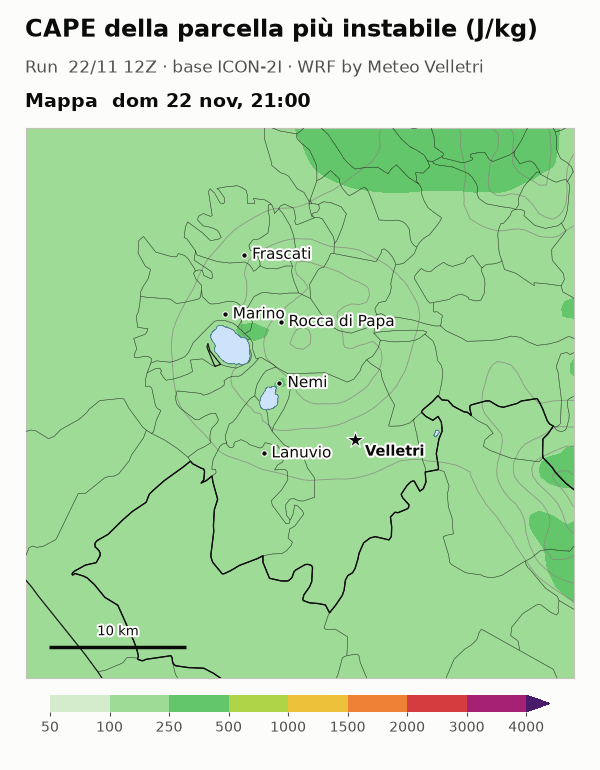 CAPE della parcella più instabile (J/kg)
Run  22/11 12Z · base ICON-2I · WRF by Meteo Velletri
Mappa  dom 22 nov, 21:00
Frascati
Marino
Rocca di Papa
Nemi
Velletri
Lanuvio
10 km
50 100 250 500 1000 1500 2000 3000 4000